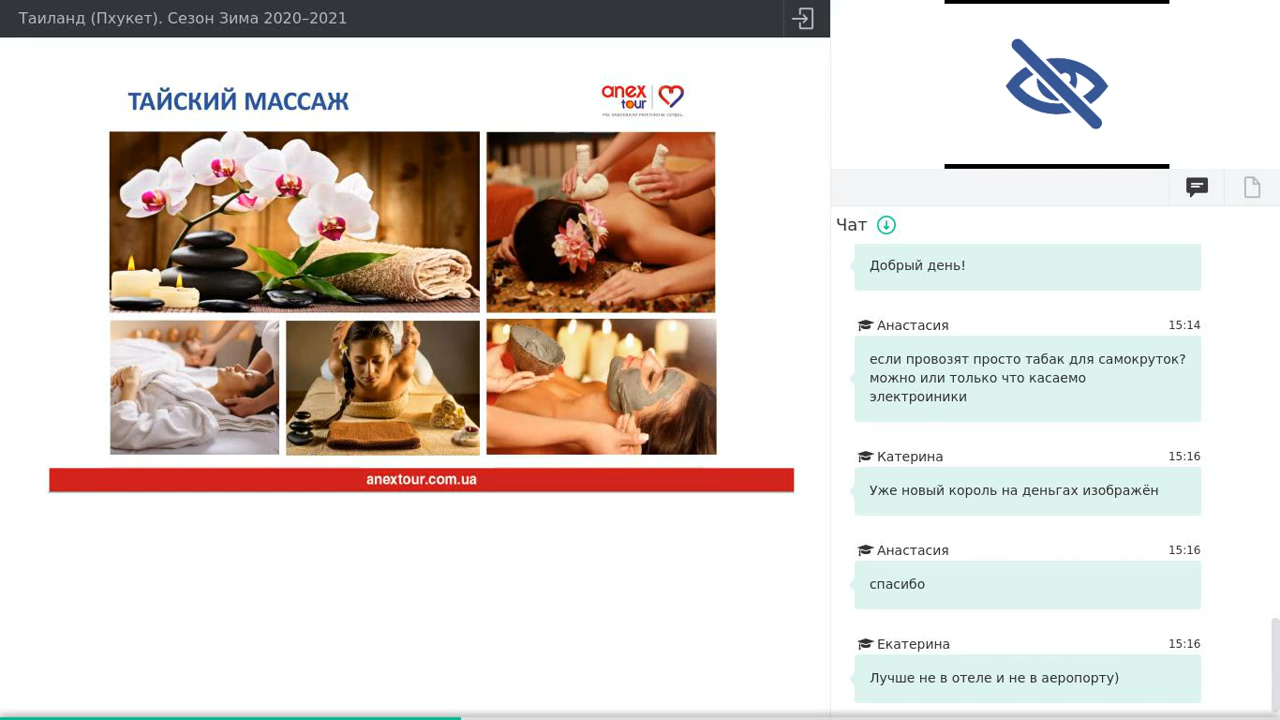 Таиланд (Пхукет). Сезон Зима 2020–2021
ТАЙСКИЙ МАССАЖ
anex
tour
anextour.com.ua
Чат
Добрый день!
Анастасия 15:14
если провозят просто табак для самокруток?
можно или только что касаемо
электроиники
Катерина 15:16
Уже новый король на деньгах изображён
Анастасия 15:16
спасибо
Екатерина 15:16
Лучше не в отеле и не в аеропорту)